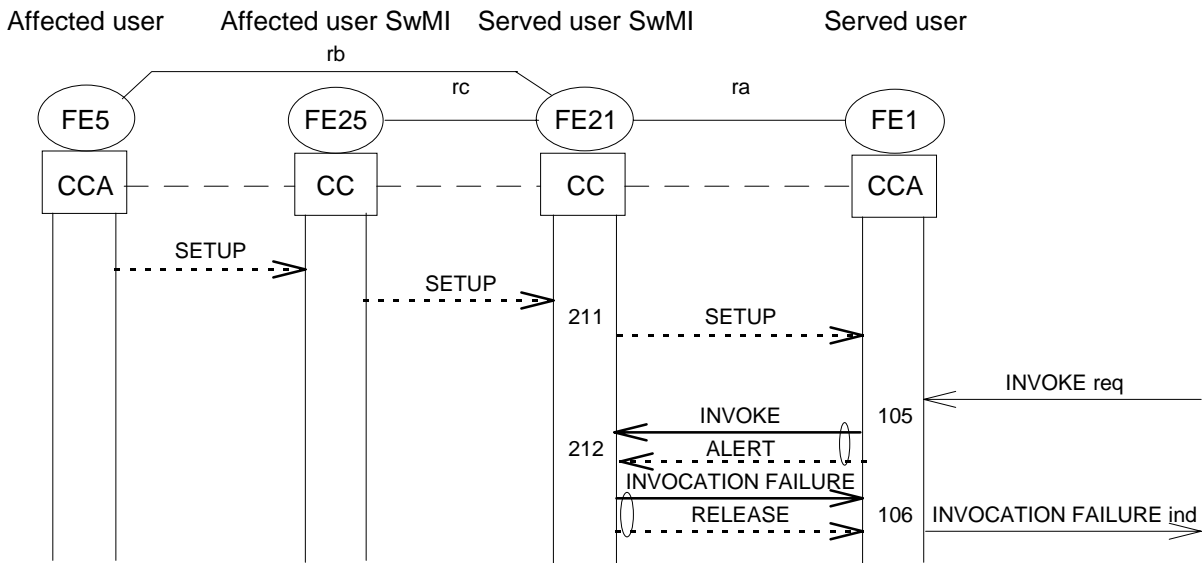 Affected user Affected user SwMI Served user SwMI Served user
rb
rc ra
FE5 FE25 FE21 FE1
CCA CC CC CCA
SETUP
SETUP
211 SETUP
INVOKE req
INVOKE 105
212 ALERT
INVOCATION FAILURE
RELEASE 106 INVOCATION FAILURE ind